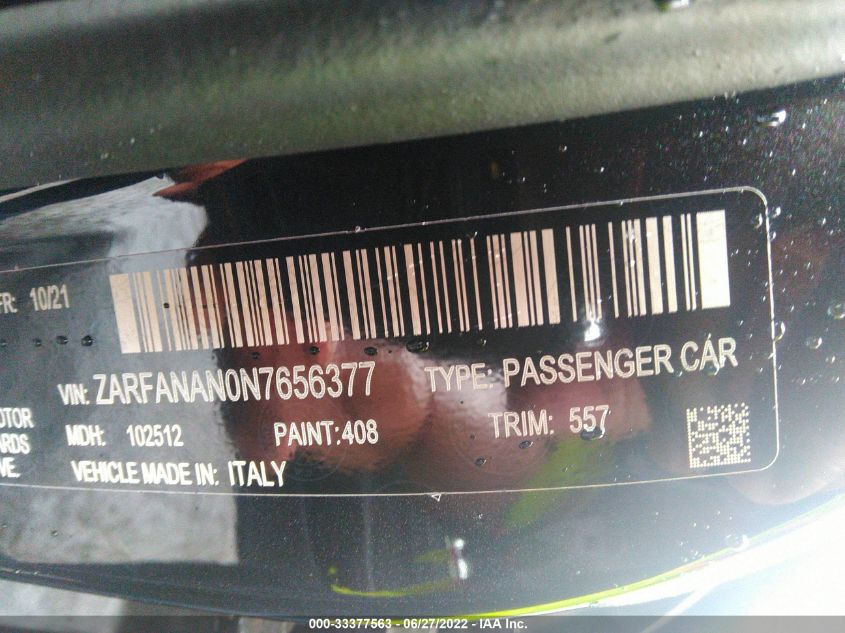 FR: 10/21
VIN: ZARFANAN0N7656377 TYPE: PASSENGER CAR
MDH: 102512 PAINT:408 TRIM: 557
VEHICLE MADE IN: ITALY
000-33377563 - 06/27/2022 - IAA Inc.